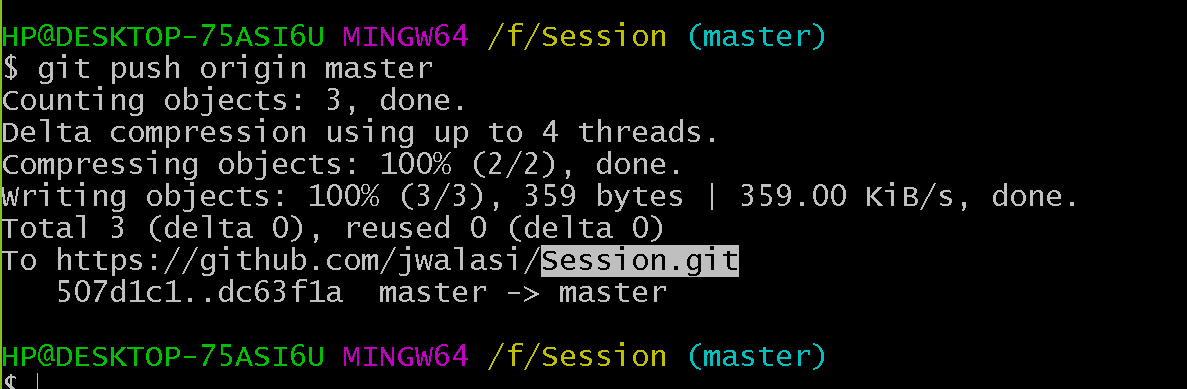 HP@DESKTOP-75ASI6U MINGW64 /f/Session (master)
$ git push origin master
Counting objects: 3, done.
Delta compression using up to 4 threads.
Compressing objects: 100% (2/2), done.
Writing objects: 100% (3/3), 359 bytes | 359.00 KiB/s, done.
Total 3 (delta 0), reused 0 (delta 0)
To https://github.com/jwalasi/Session.git
   507d1c1..dc63f1a  master -> master
HP@DESKTOP-75ASI6U MINGW64 /f/Session (master)
$